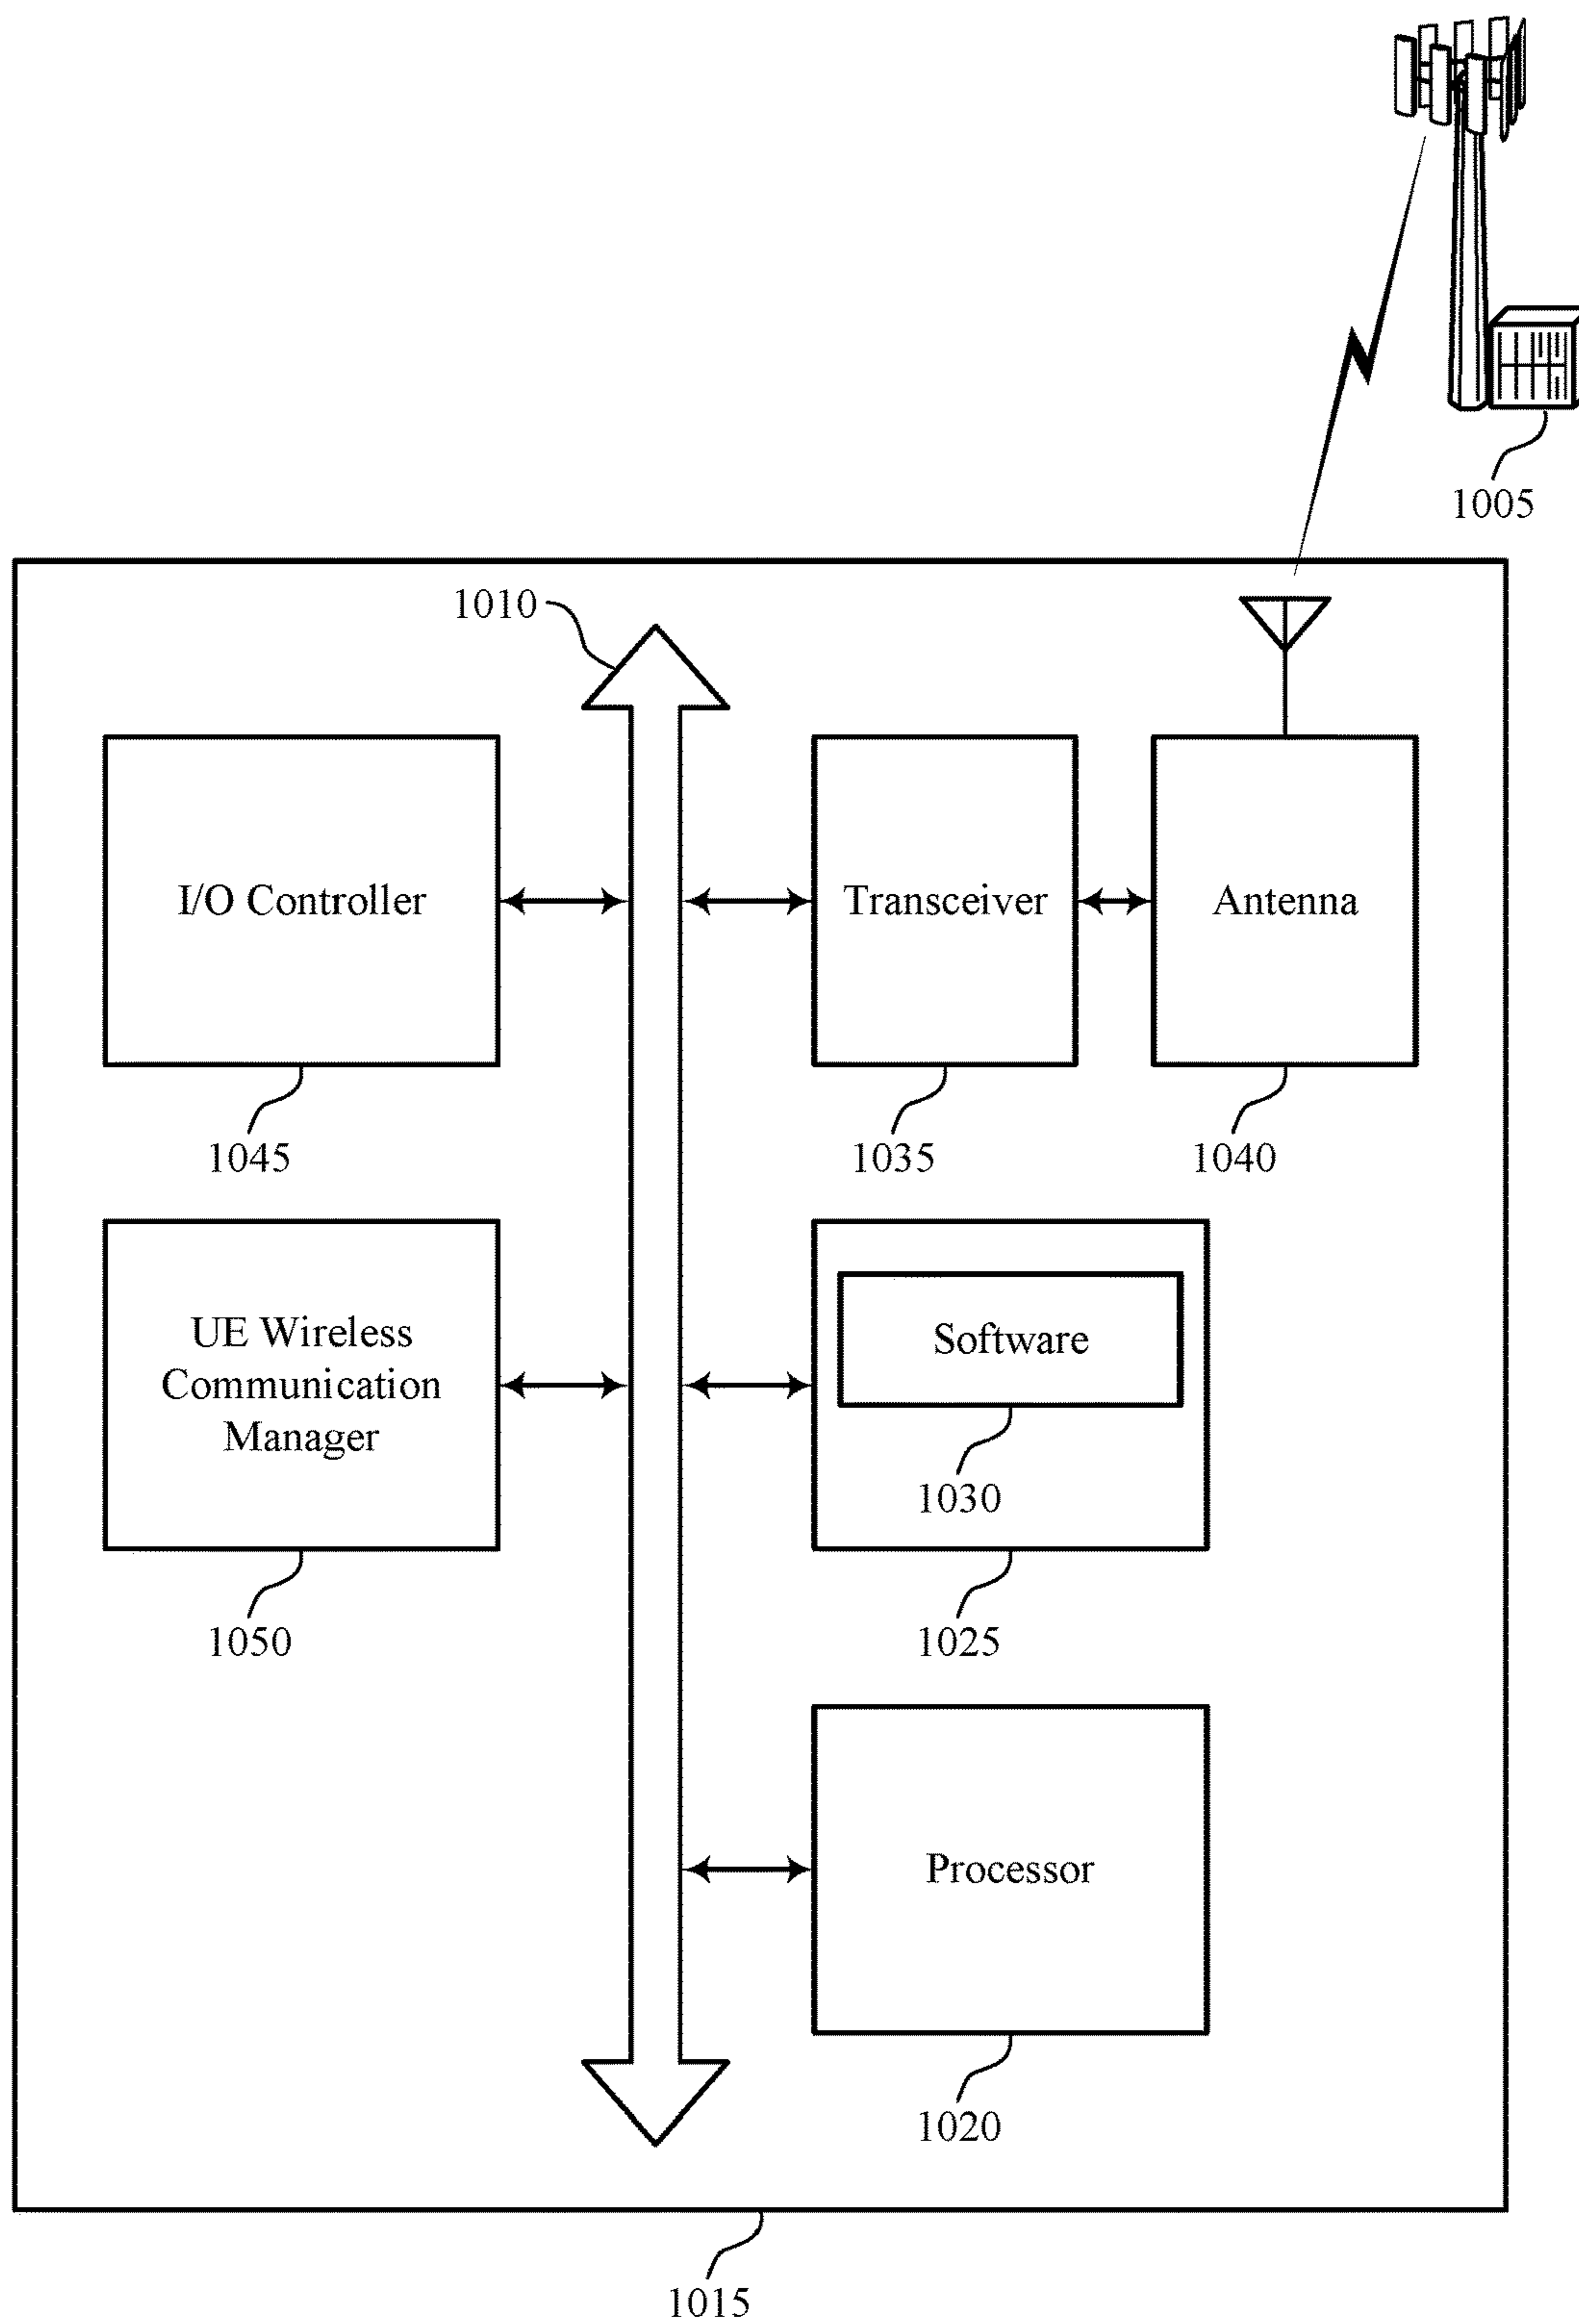 1005
1010
I/O Controller
Transceiver
Antenna
1045
1035
1040
UE Wireless
Communication
Manager
Software
1030
1050
1025
Processor
1020
1015